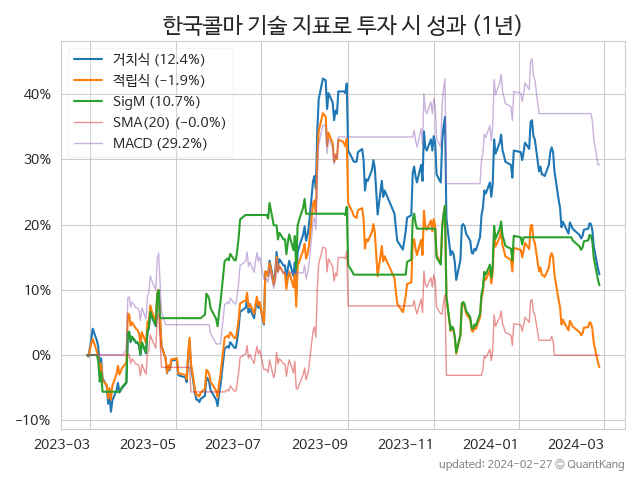 한국콜마 기술 지표로 투자 시 성과 (1년)
거치식 (12.4%)
적립식 (−1.9%)
SigM (10.7%)
SMA(20) (−0.0%)
MACD (29.2%)
40%
30%
20%
10%
0%
−10%
2023-03 2023-05 2023-07 2023-09 2023-11 2024-01 2024-03
updated: 2024-02-27 © QuantKang